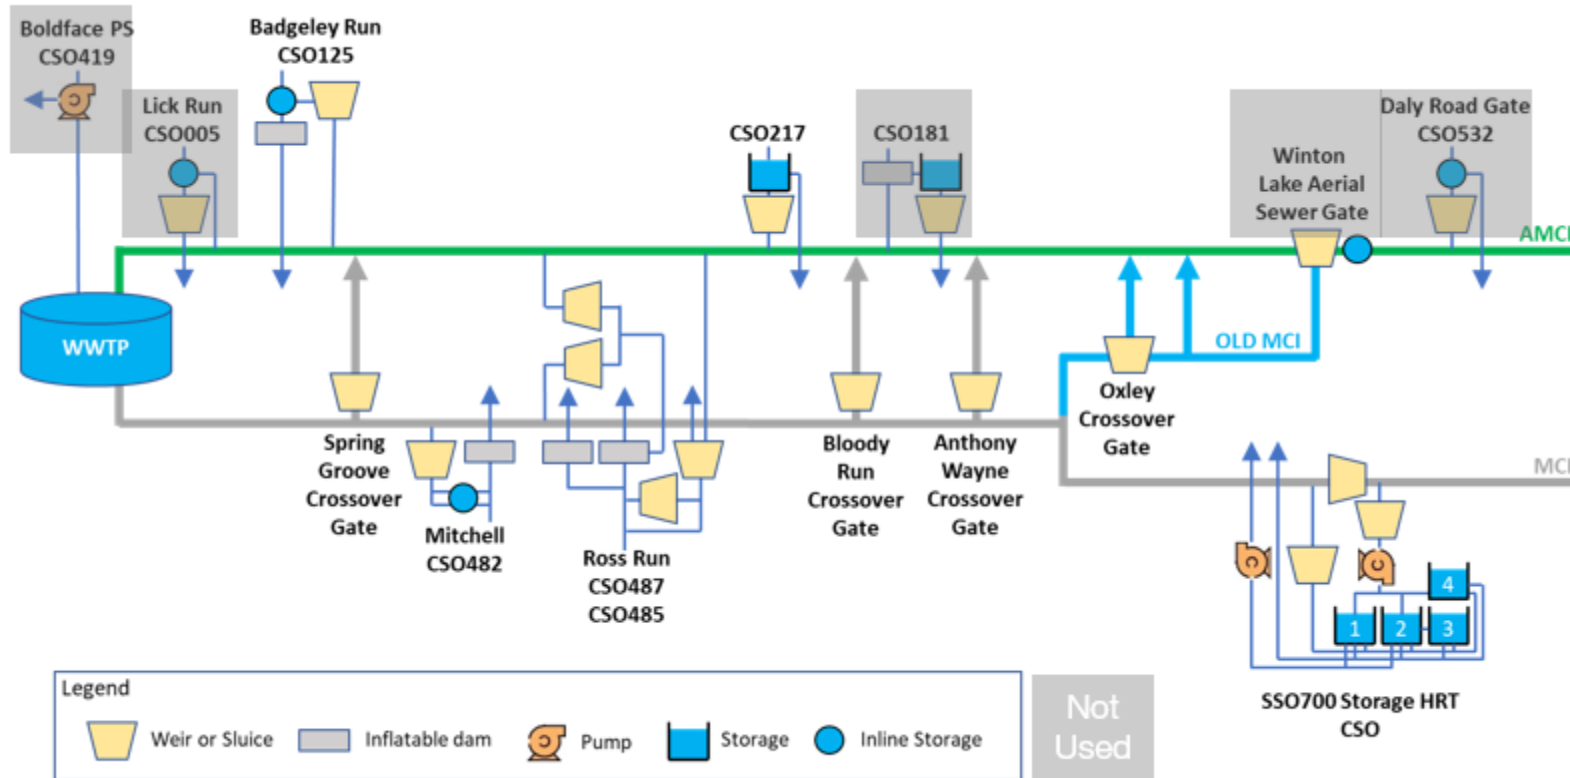 Boldface PS
CSO419
Lick Run
CSO005
Badgeley Run
CSO125
CSO217
CSO181
Winton
Lake Aerial
Sewer Gate
Daly Road Gate
CSO532
AMCI
WWTP
OLD MCI
Oxley
Crossover
Gate
Spring
Groove
Crossover
Gate
Mitchell
CSO482
Ross Run
CSO487
CSO485
Bloody
Run
Crossover
Gate
Anthony
Wayne
Crossover
Gate
MCI
4
1 2 3
SSO700 Storage HRT
CSO
Legend
Weir or Sluice
Inflatable dam
Pump
Storage
Inline Storage
Not
Used